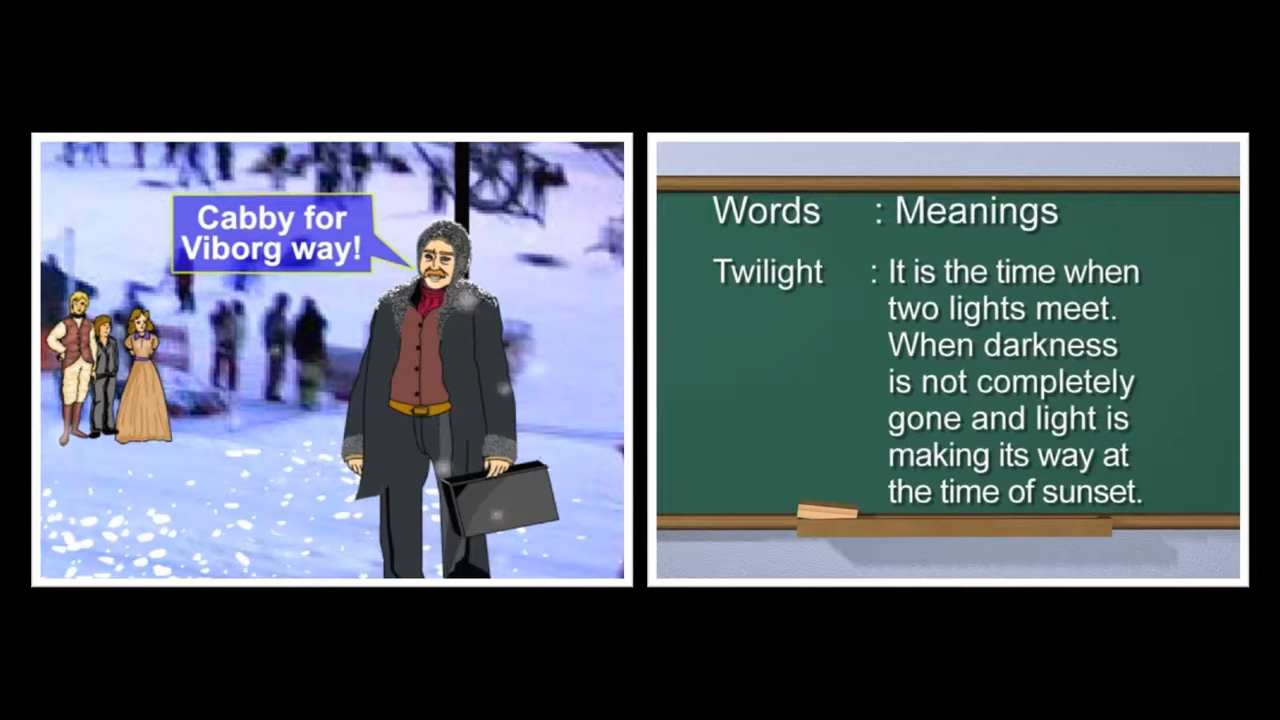 Cabby for
Viborg way!
Words : Meanings
Twilight : It is the time when
two lights meet.
When darkness
is not completely
gone and light is
making its way at
the time of sunset.